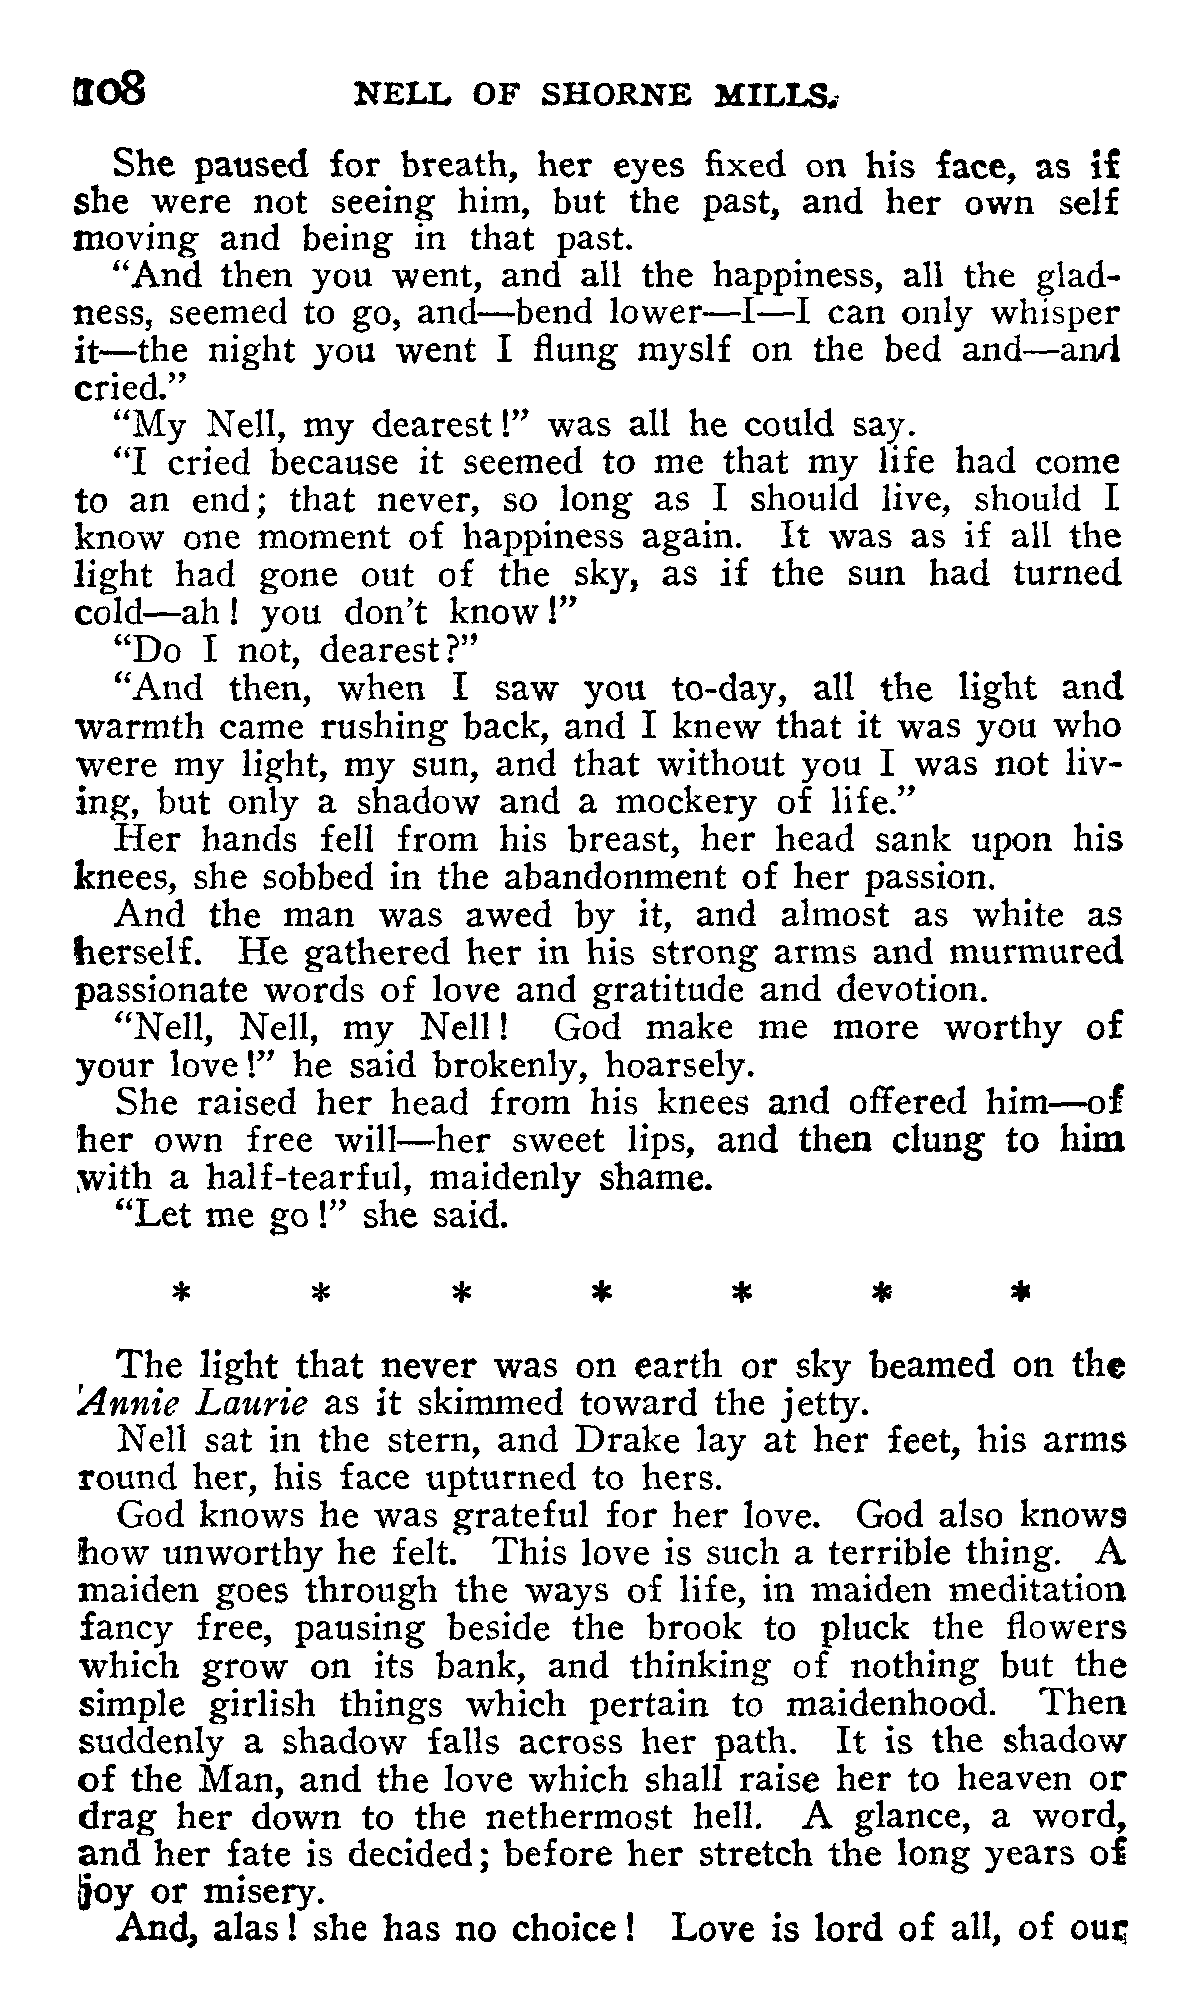 108 NELL OF SHORNE MILLS.
She paused for breath, her eyes fixed on his face, as if
she were not seeing him, but the past, and her own self
moving and being in that past.
"And then you went, and all the happiness, all the glad-
ness, seemed to go, and—bend lower—I—I can only whisper
it—the night you went I flung myslf on the bed and—and
cried."
"My Nell, my dearest!" was all he could say.
"I cried because it seemed to me that my life had come
to an end; that never, so long as I should live, should I
know one moment of happiness again. It was as if all the
light had gone out of the sky, as if the sun had turned
cold—ah! you don't know!"
"Do I not, dearest?"
"And then, when I saw you to-day, all the light and
warmth came rushing back, and I knew that it was you who
were my light, my sun, and that without you I was not liv-
ing, but only a shadow and a mockery of life."
Her hands fell from his breast, her head sank upon his
knees, she sobbed in the abandonment of her passion.
And the man was awed by it, and almost as white as
herself. He gathered her in his strong arms and murmured
passionate words of love and gratitude and devotion.
"Nell, Nell, my Nell! God make me more worthy of
your love!" he said brokenly, hoarsely.
She raised her head from his knees and offered him—of
her own free will—her sweet lips, and then clung to him
with a half-tearful, maidenly shame.
"Let me go!" she said.
* * * * * * *
The light that never was on earth or sky beamed on the
Annie Laurie as it skimmed toward the jetty.
Nell sat in the stern, and Drake lay at her feet, his arms
round her, his face upturned to hers.
God knows he was grateful for her love. God also knows
how unworthy he felt. This love is such a terrible thing. A
maiden goes through the ways of life, in maiden meditation
fancy free, pausing beside the brook to pluck the flowers
which grow on its bank, and thinking of nothing but the
simple girlish things which pertain to maidenhood. Then
suddenly a shadow falls across her path. It is the shadow
of the Man, and the love which shall raise her to heaven or
drag her down to the nethermost hell. A glance, a word,
and her fate is decided; before her stretch the long years of
joy or misery.
And, alas! she has no choice! Love is lord of all, of our